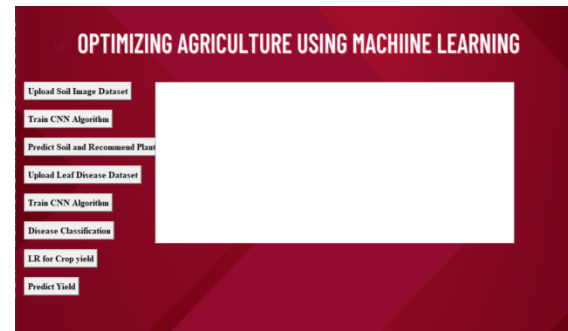 OPTIMIZING AGRICULTURE USING MACHIINE LEARNING
Upload Soil Image Dataset
Train CNN Algorithm
Predict Soil and Recommend Plant
Upload Leaf Disease Dataset
Train CNN Algorithm
Disease Classification
LR for Crop yield
Predict Yield